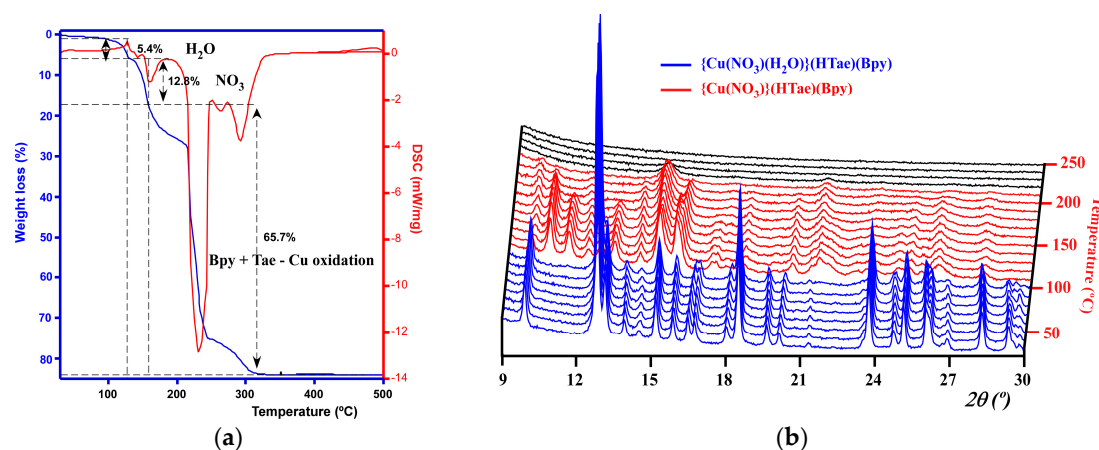 0
10
20
30
40
50
60
70
80
Weight loss (%)
5.4%
H₂O
12.8%
NO₃
65.7%
Bpy + Tae - Cu oxidation
0
-2
-4
-6
-8
-10
-12
-14
DSC (mW/mg)
100 200 300 400 500
Temperature (ºC)
(a)
{Cu(NO₃)(H₂O)}(HTae)(Bpy)
{Cu(NO₃)}(HTae)(Bpy)
250
200
150
100
50
Temperature (ºC)
9 12 15 18 21 24 27 30
2θ (º)
(b)